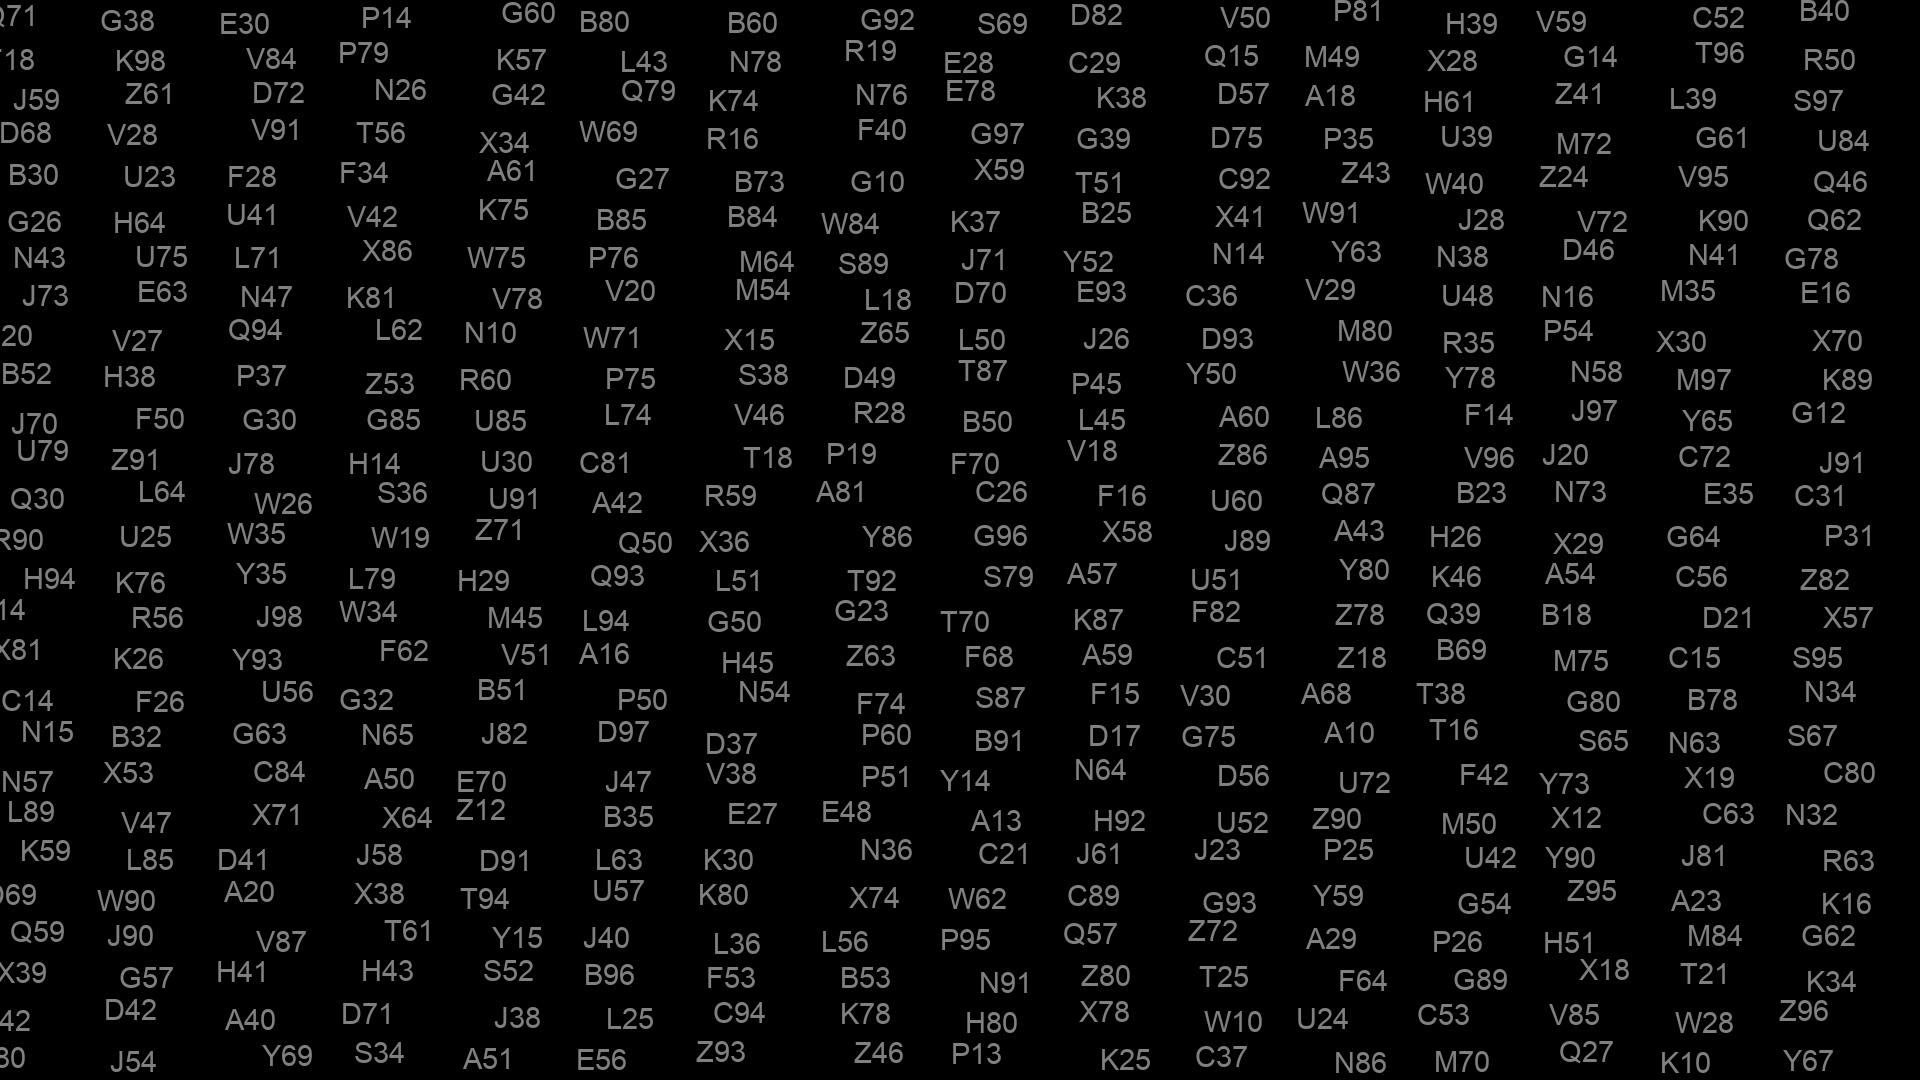 Q71 G38 E30 P14 G60 B80 B60 G92 S69 D82 V50 P81 H39 V59 C52 B40
18 K98 V84 P79 K57 L43 N78 R19 E28 C29 Q15 M49 X28 G14 T96 R50
J59 Z61 D72 N26 G42 Q79 K74 N76 E78 K38 D57 A18 H61 Z41 L39 S97
D68 V28 V91 T56 X34 W69 R16 F40 G97 G39 D75 P35 U39 M72 G61 U84
B30 U23 F28 F34 A61 G27 B73 G10 X59 T51 C92 Z43 W40 Z24 V95 Q46
G26 H64 U41 V42 K75 B85 B84 W84 K37 B25 X41 W91 J28 V72 K90 Q62
N43 U75 L71 X86 W75 P76 M64 S89 J71 Y52 N14 Y63 N38 D46 N41 G78
J73 E63 N47 K81 V78 V20 M54 L18 D70 E93 C36 V29 U48 N16 M35 E16
20 V27 Q94 L62 N10 W71 X15 Z65 L50 J26 D93 M80 R35 P54 X30 X70
B52 H38 P37 Z53 R60 P75 S38 D49 T87 P45 Y50 W36 Y78 N58 M97 K89
J70 F50 G30 G85 U85 L74 V46 R28 B50 L45 A60 L86 F14 J97 Y65 G12
U79 Z91 J78 H14 U30 C81 T18 P19 F70 V18 Z86 A95 V96 J20 C72 J91
Q30 L64 W26 S36 U91 A42 R59 A81 C26 F16 U60 Q87 B23 N73 E35 C31
R90 U25 W35 W19 Z71 Q50 X36 Y86 G96 X58 J89 A43 H26 X29 G64 P31
H94 K76 Y35 L79 H29 Q93 L51 T92 S79 A57 U51 Y80 K46 A54 C56 Z82
14 R56 J98 W34 M45 L94 G50 G23 T70 K87 F82 Z78 Q39 B18 D21 X57
X81 K26 Y93 F62 V51 A16 H45 Z63 F68 A59 C51 Z18 B69 M75 C15 S95
C14 F26 U56 G32 B51 P50 N54 F74 S87 F15 V30 A68 T38 G80 B78 N34
N15 B32 G63 N65 J82 D97 D37 P60 B91 D17 G75 A10 T16 S65 N63 S67
N57 X53 C84 A50 E70 J47 V38 P51 Y14 N64 D56 U72 F42 Y73 X19 C80
L89 V47 X71 X64 Z12 B35 E27 E48 A13 H92 U52 Z90 M50 X12 C63 N32
K59 L85 D41 J58 D91 L63 K30 N36 C21 J61 J23 P25 U42 Y90 J81 R63
69 W90 A20 X38 T94 U57 K80 X74 W62 C89 G93 Y59 G54 Z95 A23 K16
Q59 J90 V87 T61 Y15 J40 L36 L56 P95 Q57 Z72 A29 P26 H51 M84 G62
X39 G57 H41 H43 S52 B96 F53 B53 N91 Z80 T25 F64 G89 X18 T21 K34
42 D42 A40 D71 J38 L25 C94 K78 H80 X78 W10 U24 C53 V85 W28 Z96
30 J54 Y69 S34 A51 E56 Z93 Z46 P13 K25 C37 N86 M70 Q27 K10 Y67